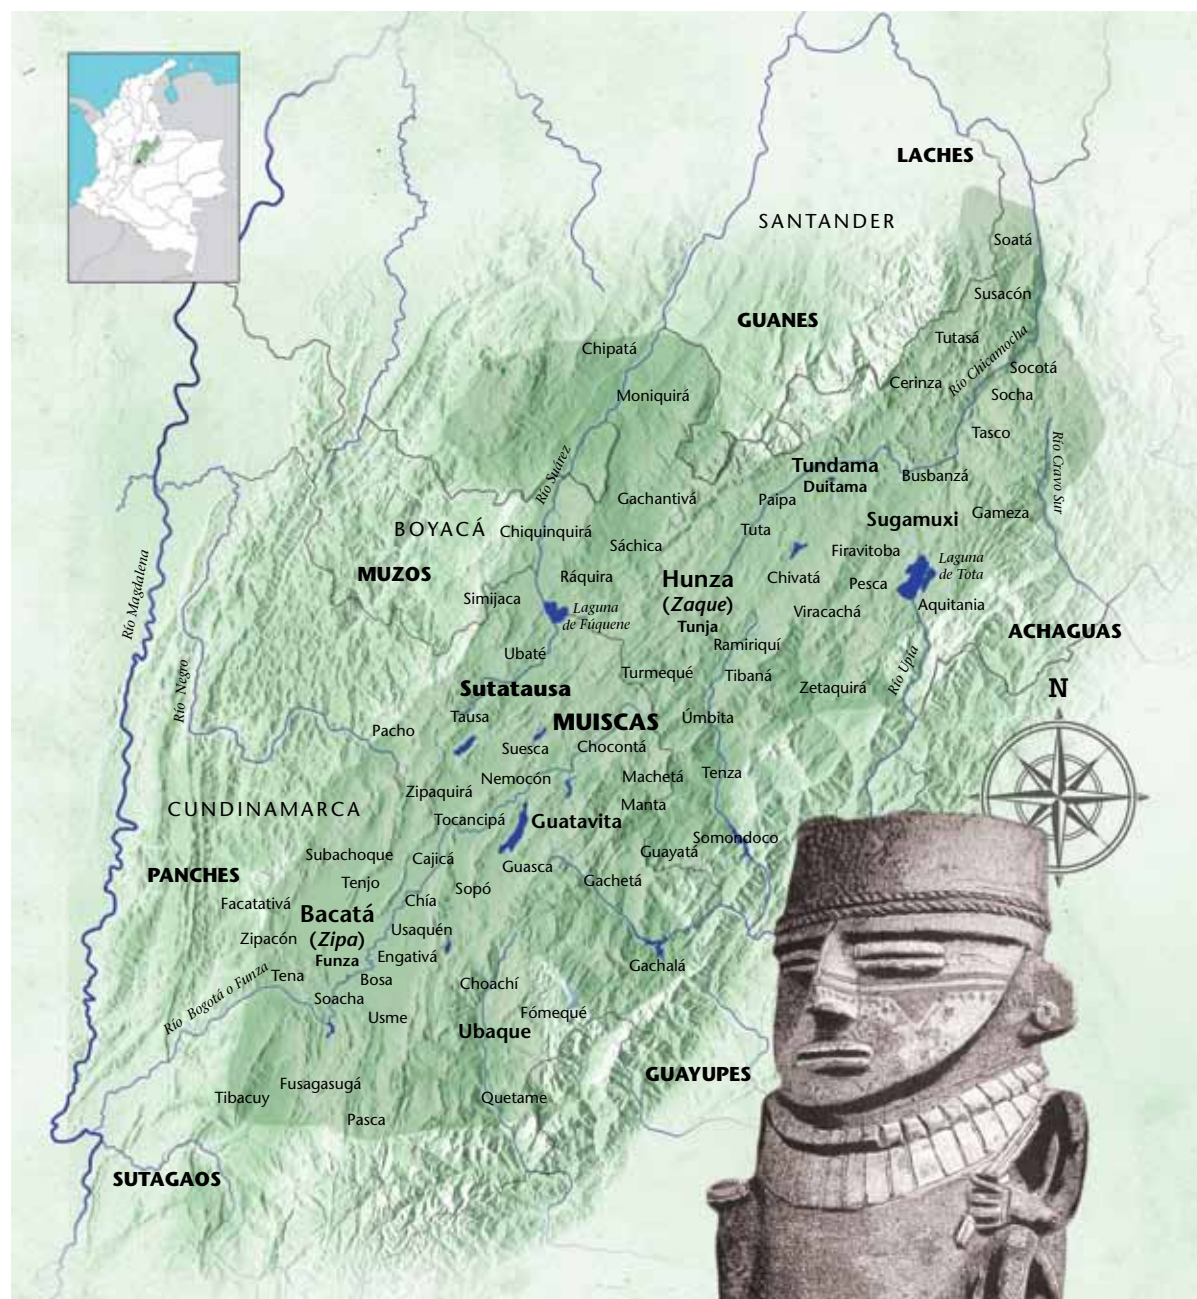 LACHES
SANTANDER
Soatá
Susacón
GUANES
Tutasá
Chipatá
Río Chicamocha
Socotá
Cerinza
Moniquirá
Socha
Tasco
Río Suárez
Río Cravo Sur
Tundama
Duitama
Busbanzá
Gachantivá
Paipa
Sugamuxi
Gameza
BOYACÁ
Chiquinquirá
Tuta
Sáchica
Firavitoba
Laguna
de Tota
MUZOS
Ráquira
Hunza
(Zaque)
Tunja
Chivatá
Pesca
Río Magdalena
Simijaca
Laguna
de Fúquene
Viracachá
Aquitania
ACHAGUAS
Ramiriquí
Ubaté
Turmequé
Tibaná
Río Upía
Zetaquirá
N
Río Negro
Sutatausa
Tausa
MUISCAS
Úmbita
Pacho
Suesca
Chocontá
Nemocón
Machetá
Tenza
Zipaquirá
CUNDINAMARCA
Manta
Tocancipá
Guatavita
Somondoco
Subachoque
Cajicá
Guayatá
Guasca
PANCHES
Tenjo
Sopó
Gachetá
Facatativá
Chía
Bacatá
(Zipa)
Funza
Usaquén
Zipacón
Engativá
Gachalá
Río Bogotá o Funza
Tena
Bosa
Choachí
Soacha
Usme
Fómequé
Ubaque
GUAYUPES
Fusagasugá
Tibacuy
Quetame
Pasca
SUTAGAOS